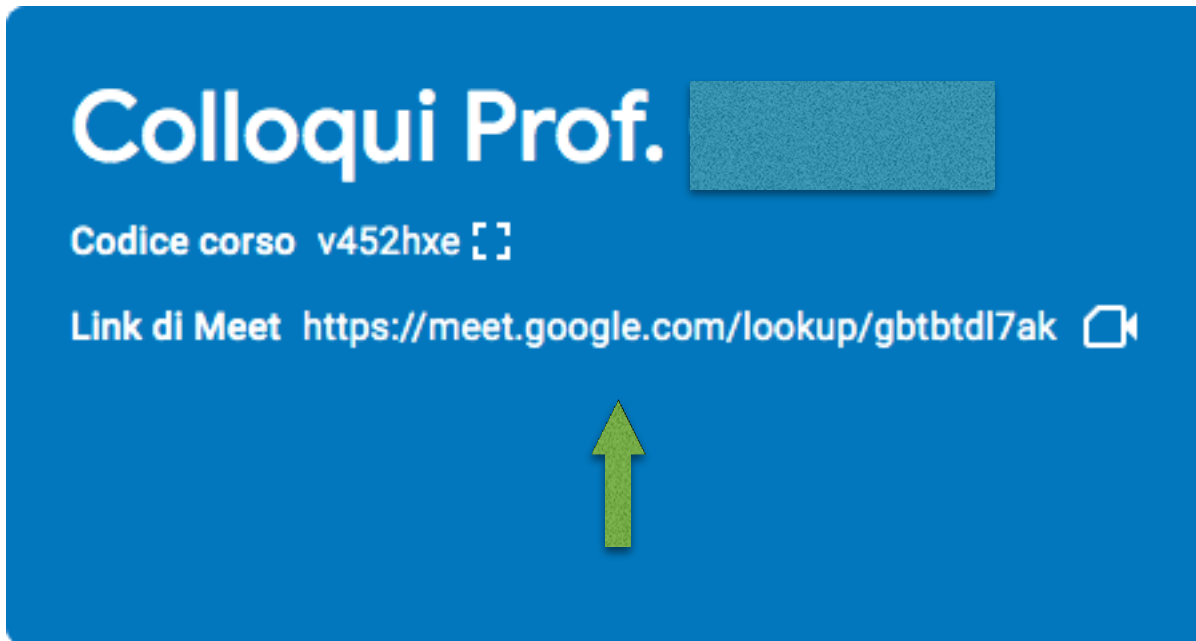 Colloqui Prof.
Codice corso v452hxe
Link di Meet https://meet.google.com/lookup/gbtbtdl7ak